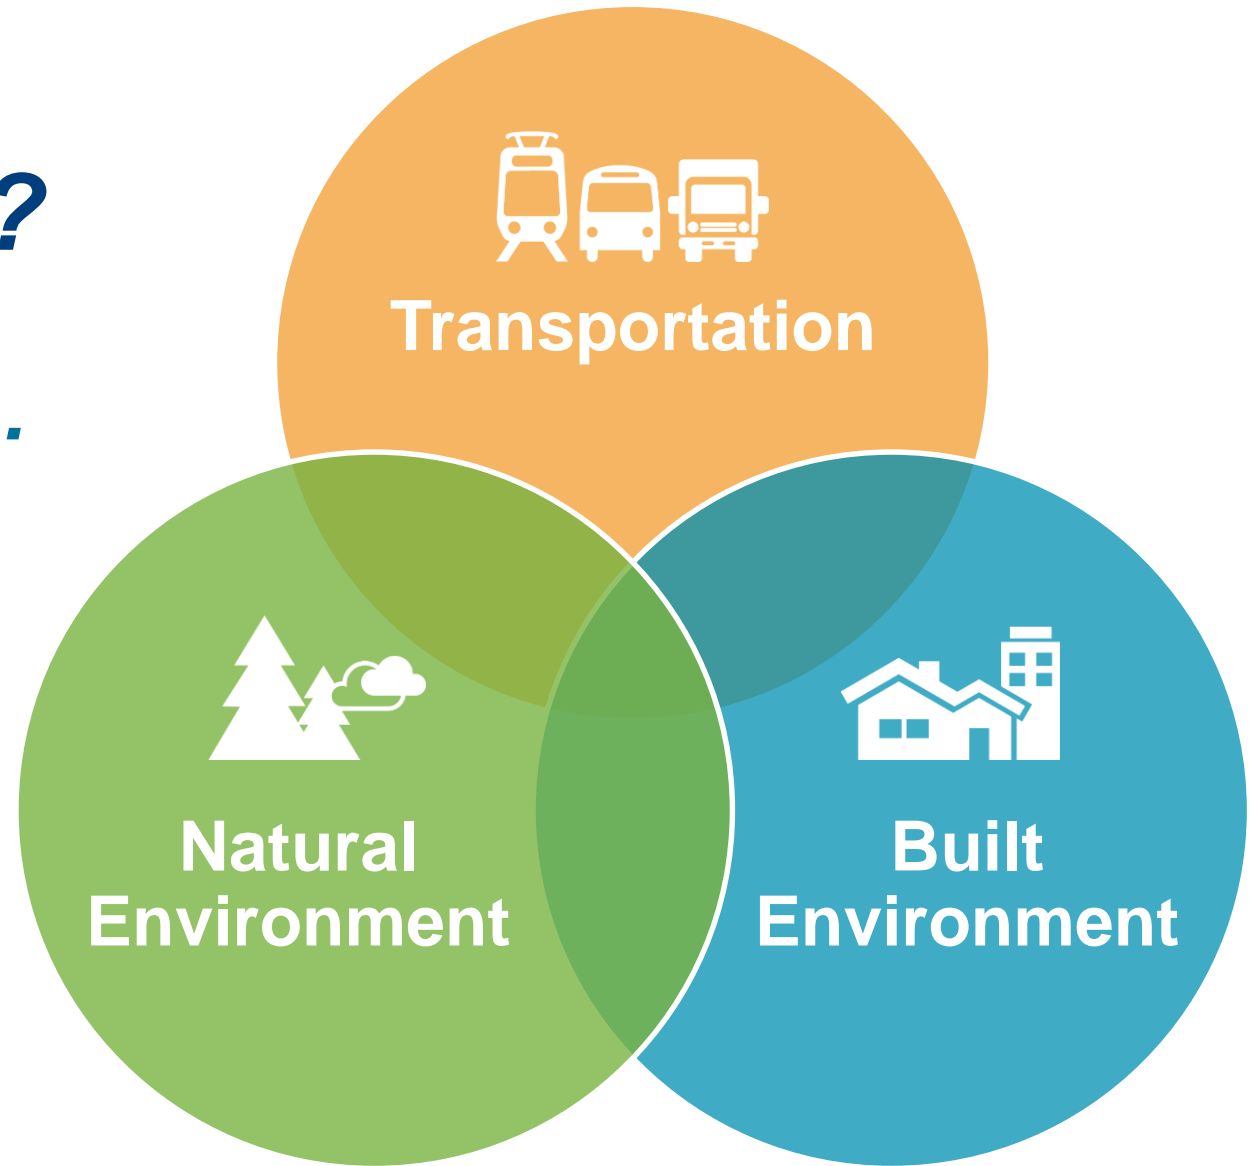 ?
Transportation
.
Natural
Environment
Built
Environment